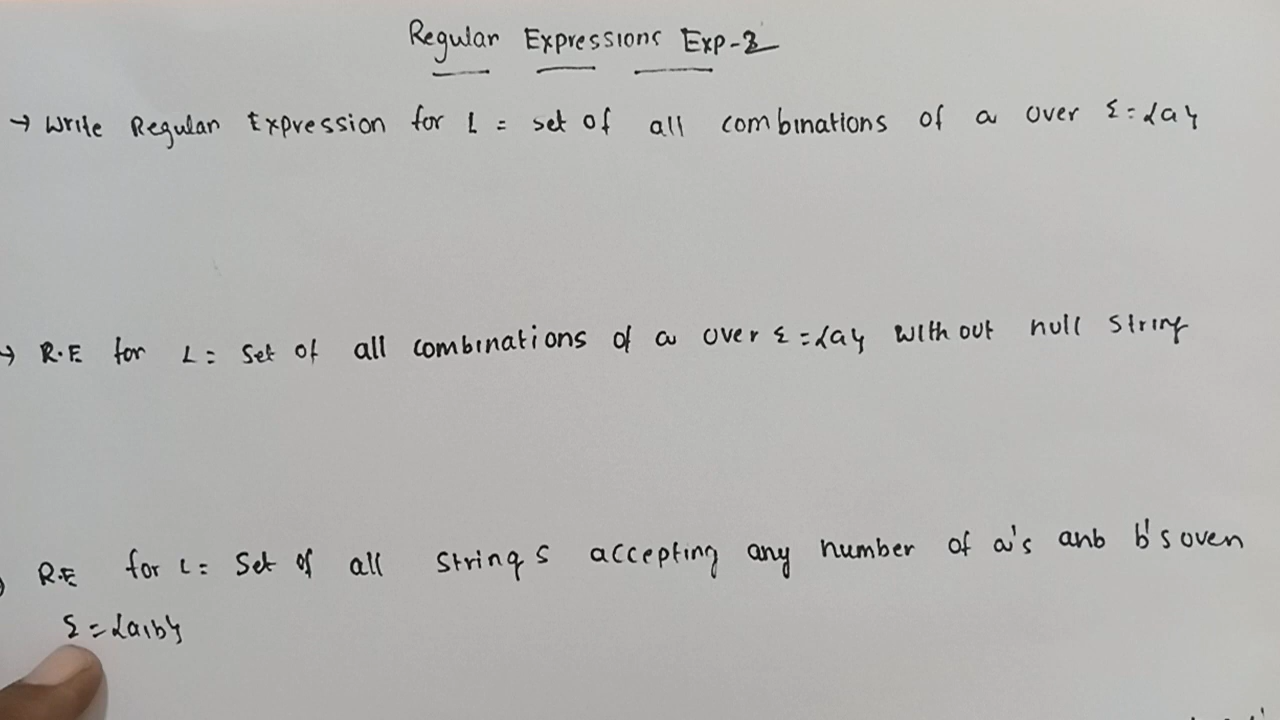 Regular Expressions Exp-2
→ Write Regular Expression for L = set of all combinations of a over Σ={a}
→ R.E for L= Set of all combinations of a over Σ={a} without null string
R.E for L= Set of all strings accepting any number of a's anb b's over
Σ={a,b}